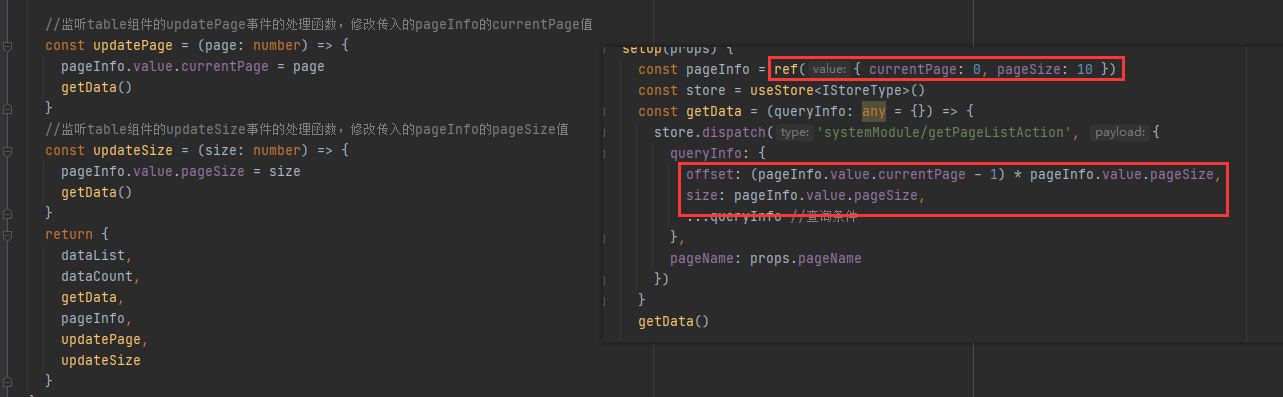 //监听table组件的updatePage事件的处理函数，修改传入的pageInfo的currentPage值
const updatePage = (page: number) => {
pageInfo.value.currentPage = page
getData()
}
//监听table组件的updateSize事件的处理函数，修改传入的pageInfo的pageSize值
const updateSize = (size: number) => {
pageInfo.value.pageSize = size
getData()
}
return {
dataList,
dataCount,
getData,
pageInfo,
updatePage,
updateSize
}
setup(props) {
const pageInfo = ref( value: { currentPage: 0, pageSize: 10 })
const store = useStore<IStoreType>()
const getData = (queryInfo: any = {}) => {
store.dispatch( type: 'systemModule/getPageListAction', payload: {
queryInfo: {
offset: (pageInfo.value.currentPage - 1) * pageInfo.value.pageSize,
size: pageInfo.value.pageSize,
...queryInfo //查询条件
},
pageName: props.pageName
})
}
getData()